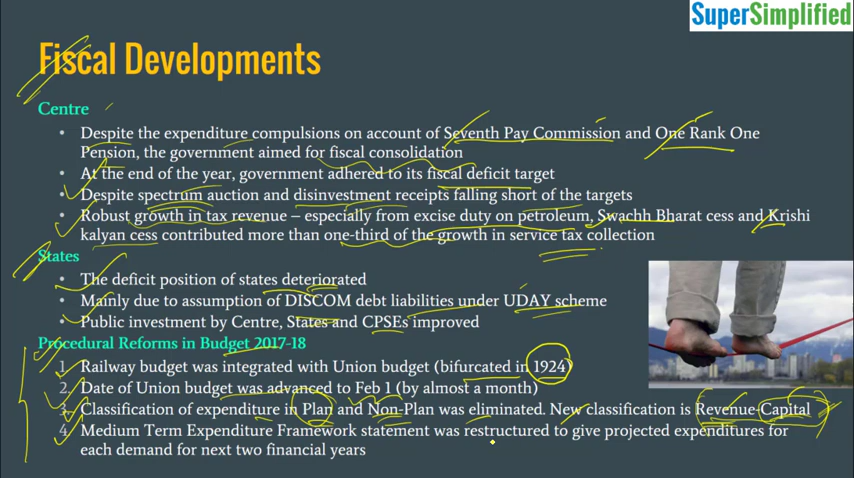 SuperSimplified
Fiscal Developments
Centre
• Despite the expenditure compulsions on account of Seventh Pay Commission and One Rank One
Pension, the government aimed for fiscal consolidation
• At the end of the year, government adhered to its fiscal deficit target
• Despite spectrum auction and disinvestment receipts falling short of the targets
• Robust growth in tax revenue – especially from excise duty on petroleum, Swachh Bharat cess and Krishi
kalyan cess contributed more than one-third of the growth in service tax collection
States
• The deficit position of states deteriorated
• Mainly due to assumption of DISCOM debt liabilities under UDAY scheme
• Public investment by Centre, States and CPSEs improved
Procedural Reforms in Budget 2017-18
1. Railway budget was integrated with Union budget (bifurcated in 1924)
2. Date of Union budget was advanced to Feb 1 (by almost a month)
3. Classification of expenditure in Plan and Non-Plan was eliminated. New classification is Revenue-Capital
4. Medium Term Expenditure Framework statement was restructured to give projected expenditures for
each demand for next two financial years